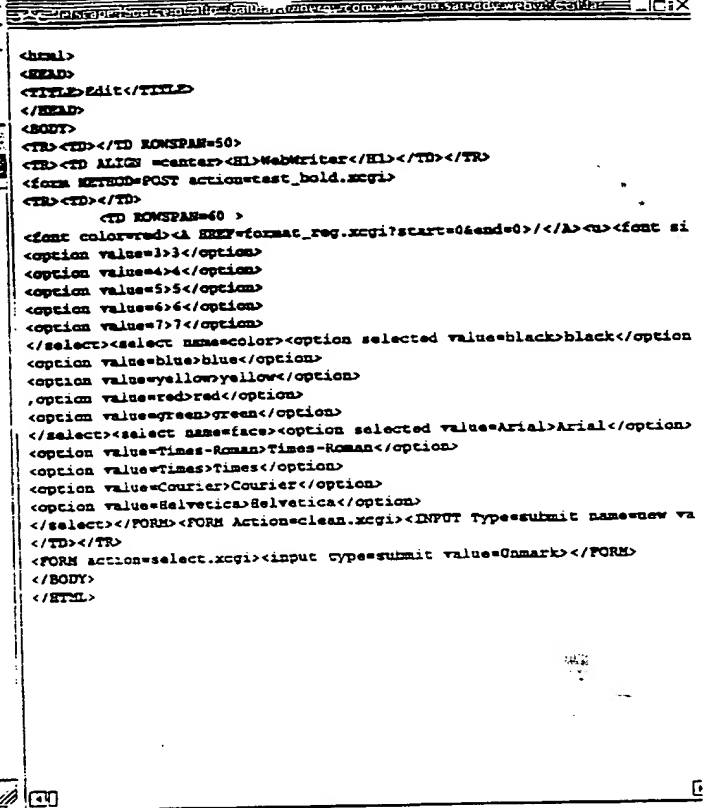 <html>
<HEAD>
<TITLE>Edit</TITLE>
</HEAD>
<BODY>
<TR><TD></TD ROWSPAN=50>
<TR><TD ALIGN =center><H1>WebWriter</H1></TD></TR>
<form METHOD=POST action=test_bold.xcgi>
<TR><TD></TD>
<TD ROWSPAN=60 >
<font color=red><A HREF=format_reg.xcgi?start=0&end=0>/</A><u><font si
<option value=3>3</option>
<option value=4>4</option>
<option value=5>5</option>
<option value=6>6</option>
<option value=7>7</option>
</select><select name=color><option selected value=black>black</option
<option value=blue>blue</option>
<option value=yellow>yellow</option>
,option value=red>red</option>
<option value=green>green</option>
</select><select name=face><option selected value=Arial>Arial</option>
<option value=Times-Roman>Times-Roman</option>
<option value=Times>Times</option>
<option value=Courier>Courier</option>
<option value=Helvetica>Helvetica</option>
</select></FORM><FORM Action=clean.xcgi><INPUT Type=submit name=new va
</TD></TR>
<FORM action=select.xcgi><input type=submit value=Unmark></FORM>
</BODY>
</HTML>